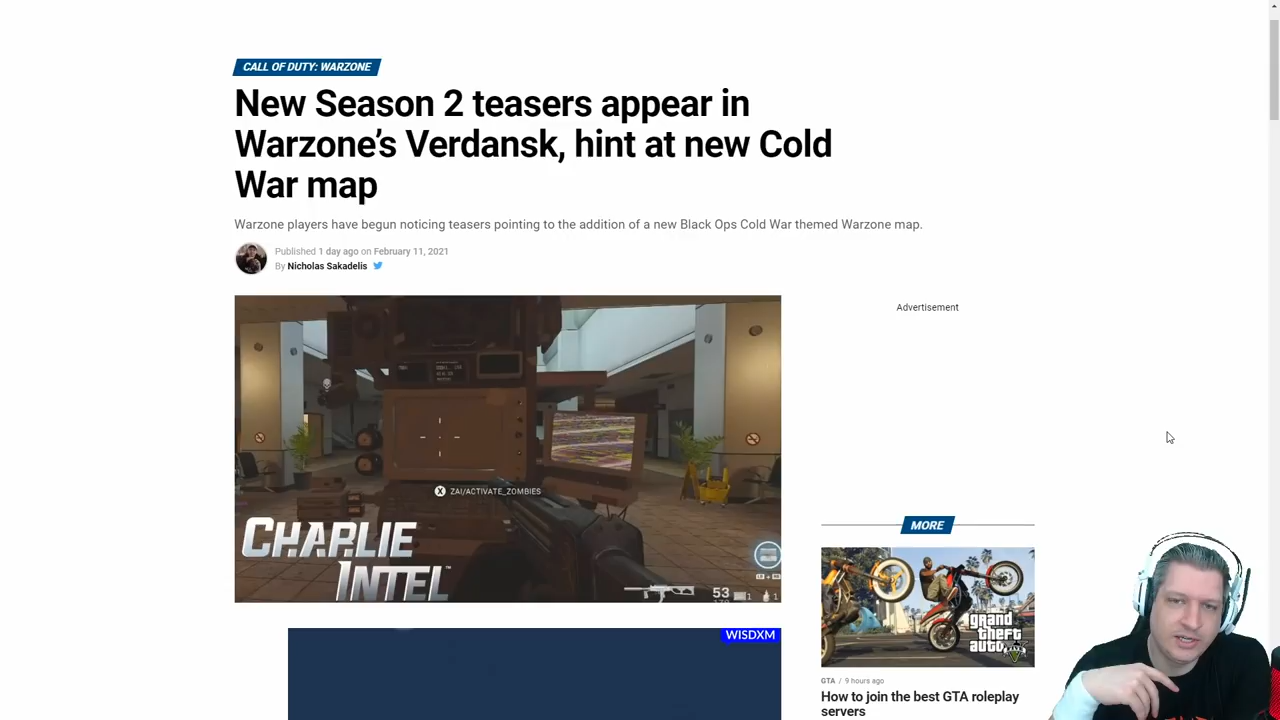 CALL OF DUTY: WARZONE
New Season 2 teasers appear in
Warzone's Verdansk, hint at new Cold
War map
Warzone players have begun noticing teasers pointing to the addition of a new Black Ops Cold War themed Warzone map.
Published 1 day ago on February 11, 2021
By Nicholas Sakadelis
Advertisement
X ZAI/ACTIVATE_ZOMBIES
CHARLIE
INTEL™
53
1
1
WISDXM
MORE
grand
theft
auto
V
GTA / 9 hours ago
How to join the best GTA roleplay
servers